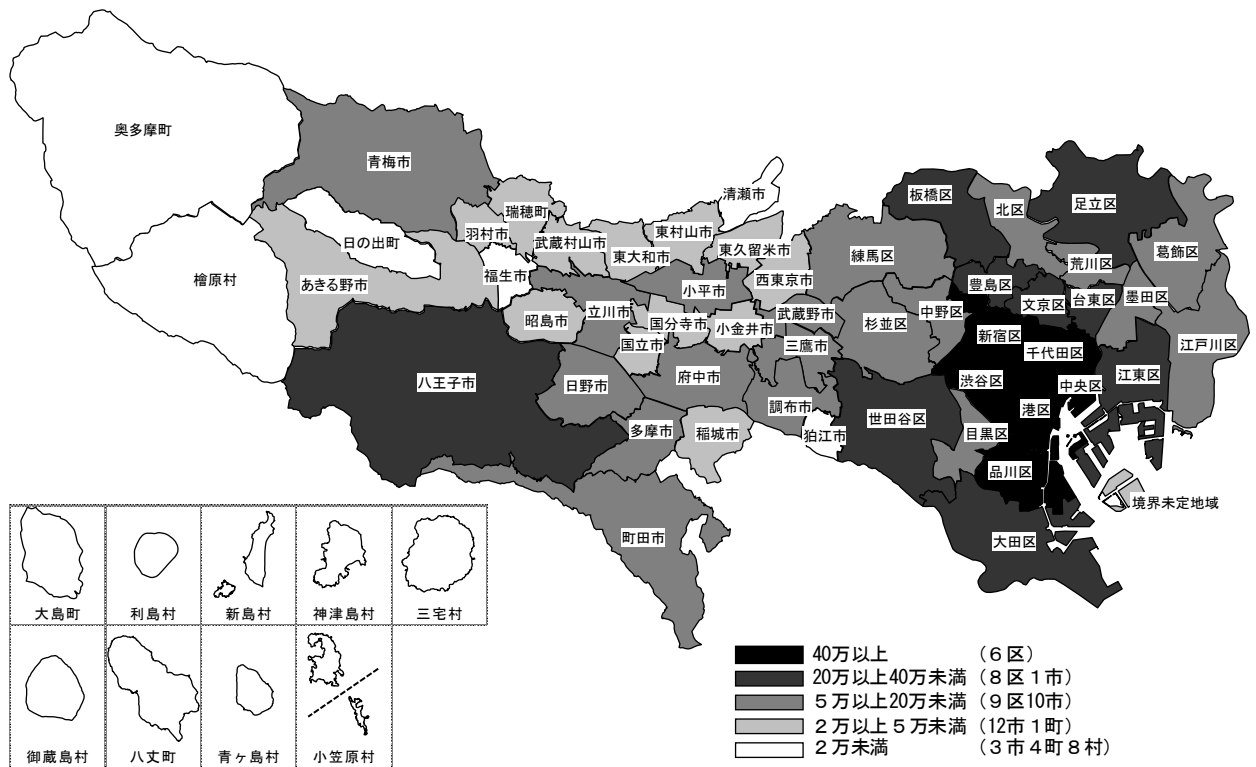 奥多摩町
青梅市
檜原村
日の出町
あきる野市
瑞穂町
羽村市
福生市
武蔵村山市
東大和市
東村山市
清瀬市
東久留米市
西東京市
昭島市
立川市
小平市
国分寺市
国立市
小金井市
武蔵野市
三鷹市
八王子市
日野市
府中市
調布市
多摩市
稲城市
狛江市
町田市
板橋区
北区
足立区
練馬区
荒川区
葛飾区
豊島区
文京区
台東区
墨田区
杉並区
中野区
新宿区
千代田区
江戸川区
渋谷区
中央区
江東区
港区
世田谷区
目黒区
品川区
大田区
境界未定地域
大島町
利島村
新島村
神津島村
三宅村
御蔵島村
八丈町
青ヶ島村
小笠原村
40万以上 (6区)
20万以上40万未満 (8区1市)
5万以上20万未満 (9区10市)
2万以上5万未満 (12市1町)
2万未満 (3市4町8村)